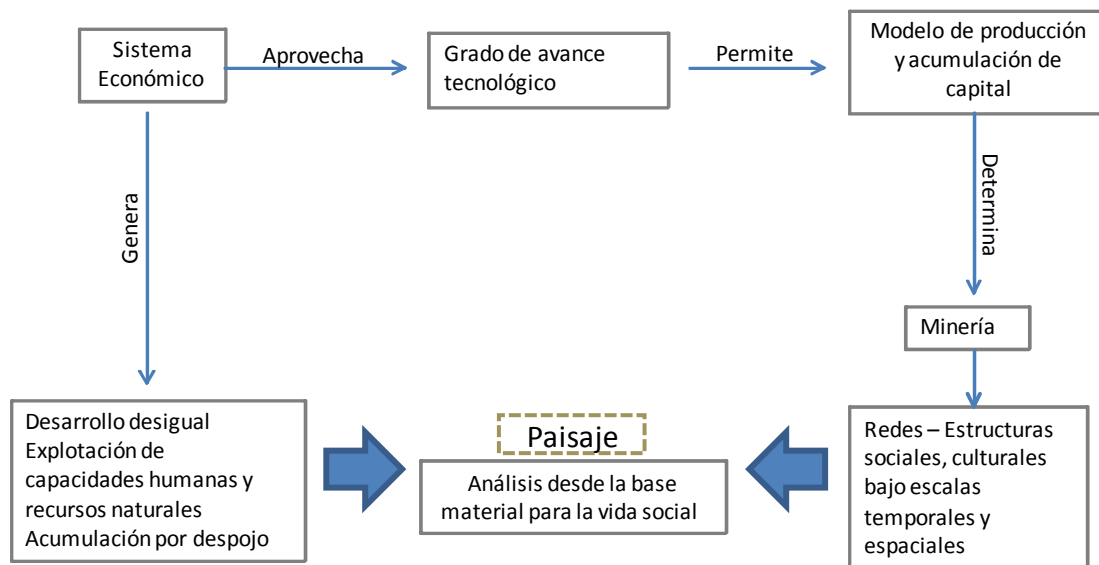 Sistema
Económico
Aprovecha
Grado de avance
tecnológico
Permite
Modelo de producción
y acumulación de
capital
Genera
Determina
Minería
Desarrollo desigual
Explotación de
capacidades humanas y
recursos naturales
Acumulación por despojo
Paisaje
Análisis desde la base
material para la vida social
Redes – Estructuras
sociales, culturales
bajo escalas
temporales y
espaciales